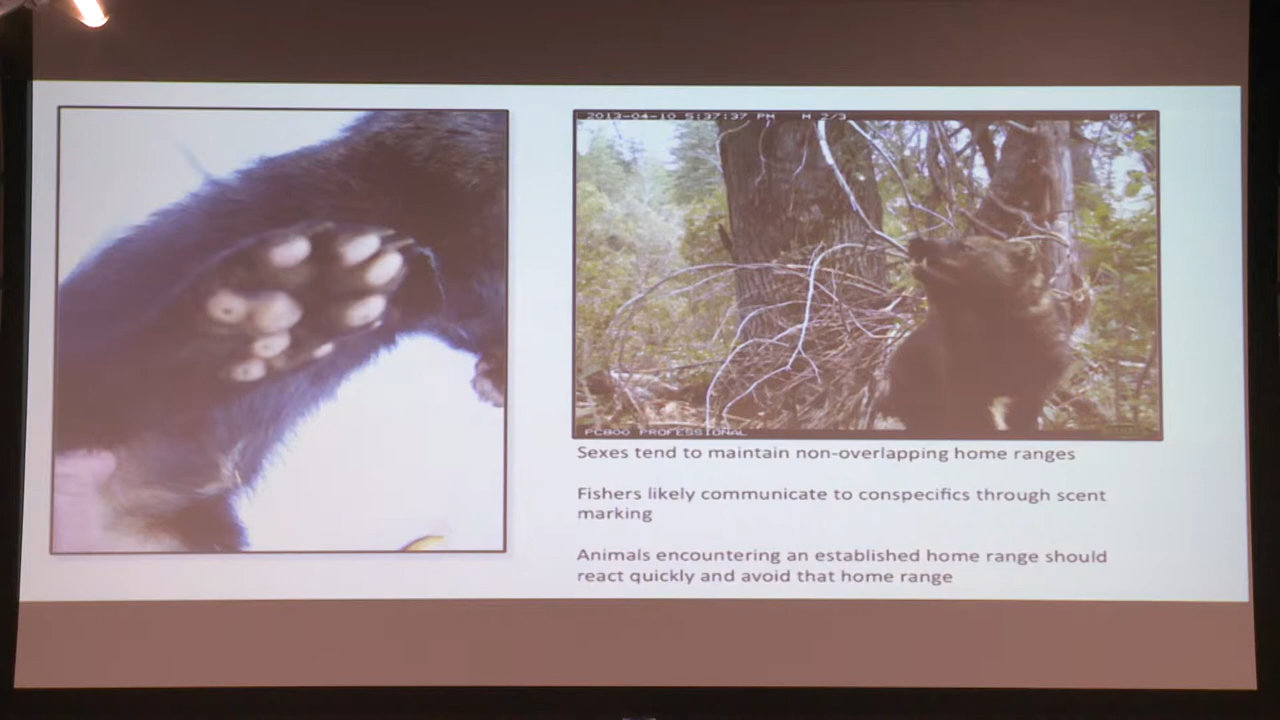 2013-04-10 5:37:37 PM M 2/3 65°F
PC800 PROFESSIONAL
Sexes tend to maintain non-overlapping home ranges
Fishers likely communicate to conspecifics through scent
marking
Animals encountering an established home range should
react quickly and avoid that home range